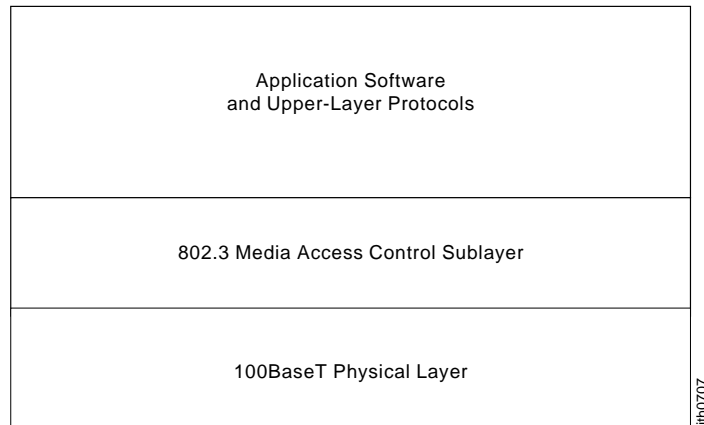 Application Software
and Upper-Layer Protocols
802.3 Media Access Control Sublayer
100BaseT Physical Layer
ith0707